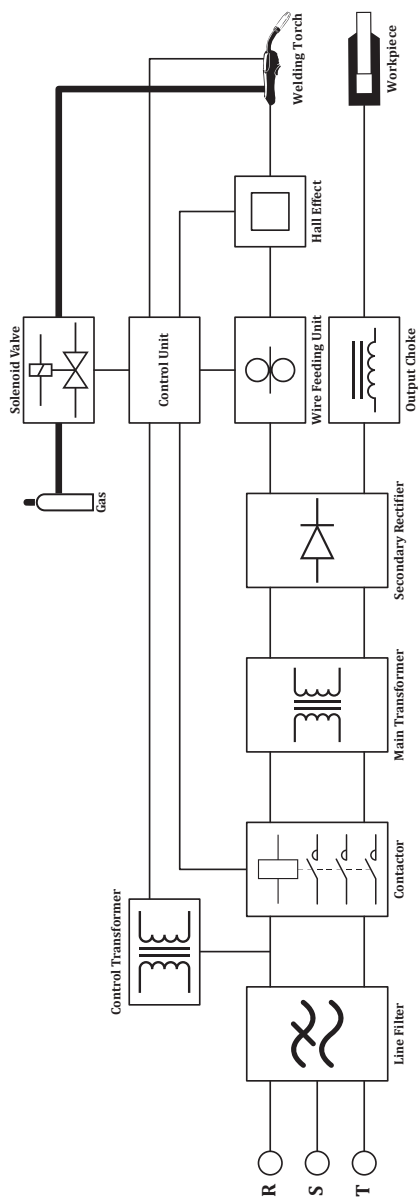 R
S
T
Line Filter
Control Transformer
Contactor
Main Transformer
Secondary Rectifier
Gas
Solenoid Valve
Control Unit
Wire Feeding Unit
Output Choke
Hall Effect
Welding Torch
Workpiece